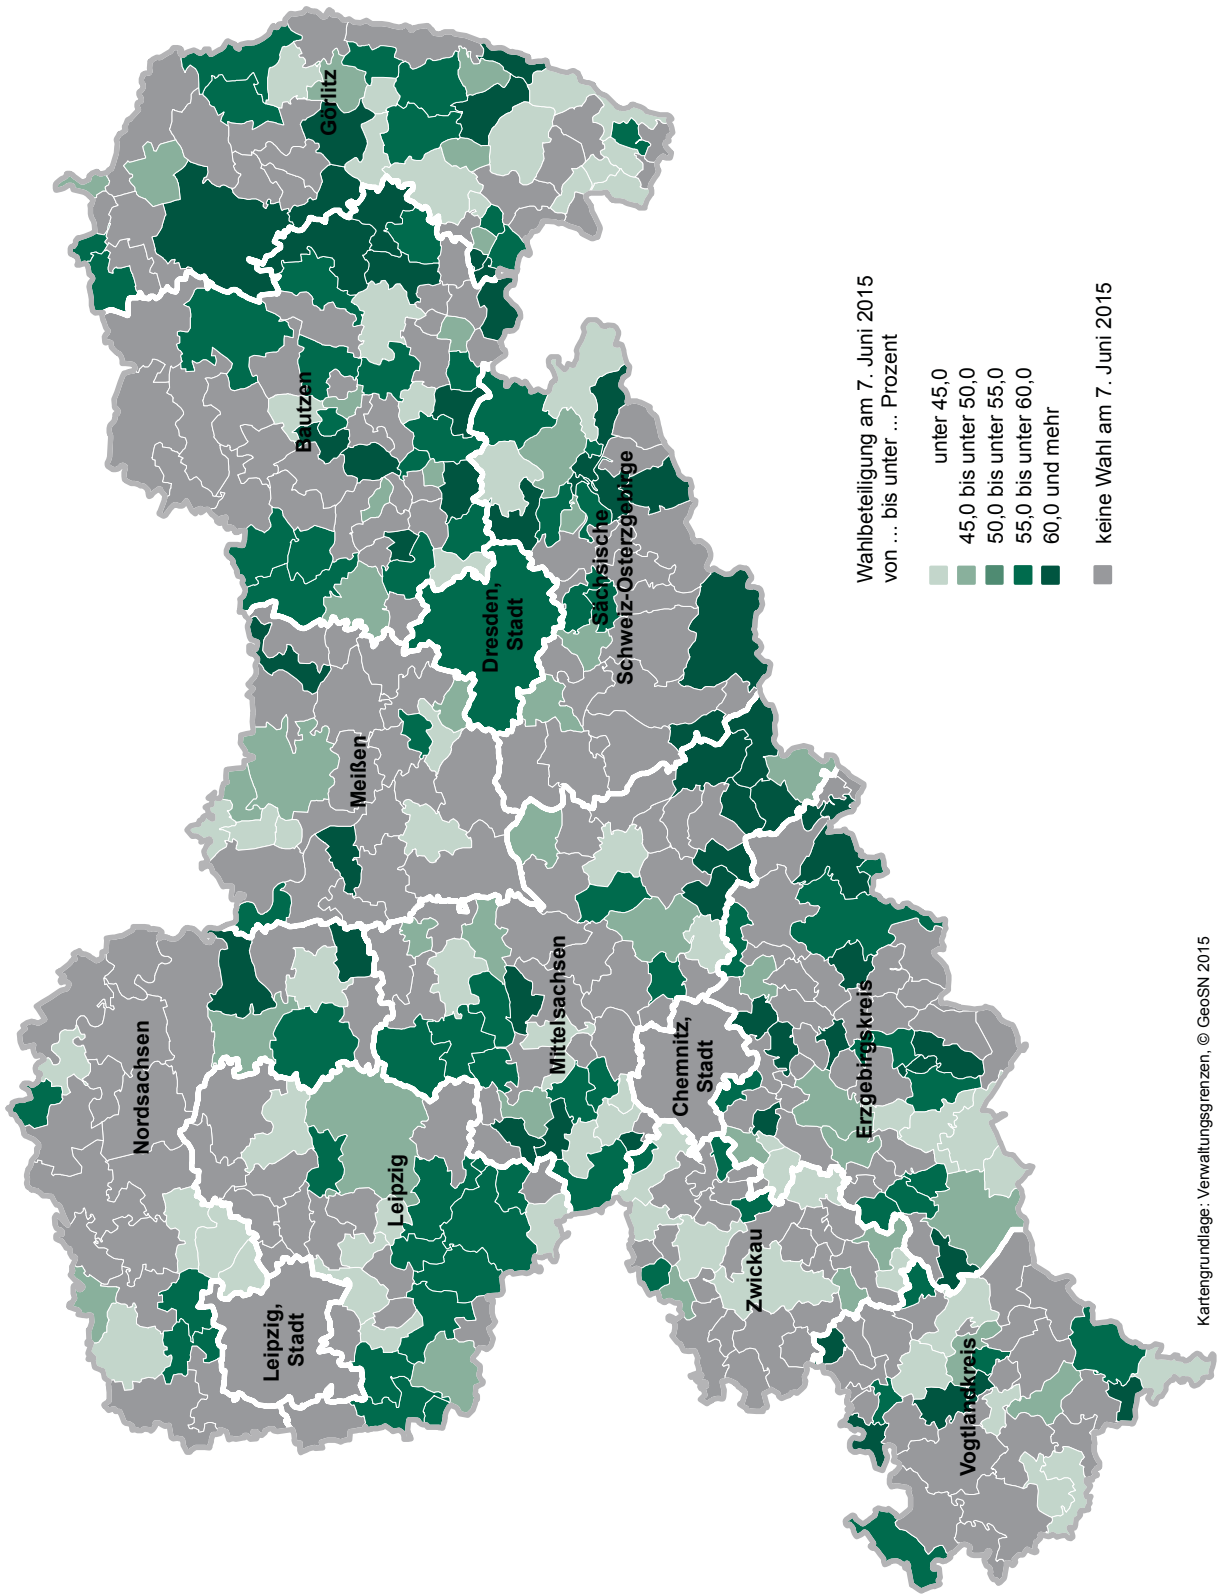 Wahlbeteiligung am 7. Juni 2015
von ... bis unter ... Prozent
unter 45,0
45,0 bis unter 50,0
50,0 bis unter 55,0
55,0 bis unter 60,0
60,0 und mehr
keine Wahl am 7. Juni 2015
Nordsachsen
Leipzig,
Stadt
Leipzig
Meißen
Bautzen
Görlitz
Dresden,
Stadt
Sächsische
Schweiz-Osterzgebirge
Mittelsachsen
Chemnitz,
Stadt
Zwickau
Erzgebirgskreis
Vogtlandkreis
Kartengrundlage: Verwaltungsgrenzen, © GeoSN 2015